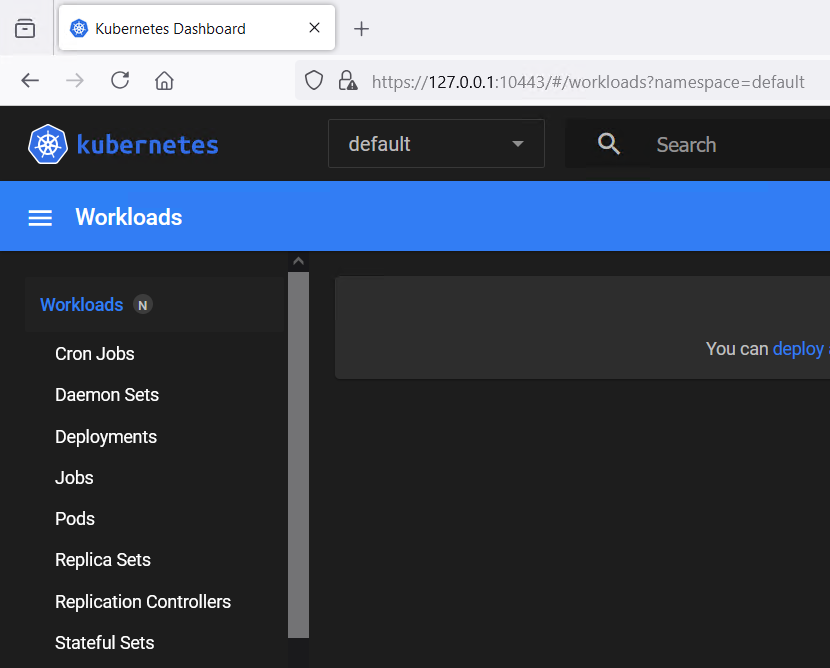 Kubernetes Dashboard
https://127.0.0.1:10443/#/workloads?namespace=default
kubernetes
default
Search
Workloads
Workloads N
You can deploy
Cron Jobs
Daemon Sets
Deployments
Jobs
Pods
Replica Sets
Replication Controllers
Stateful Sets